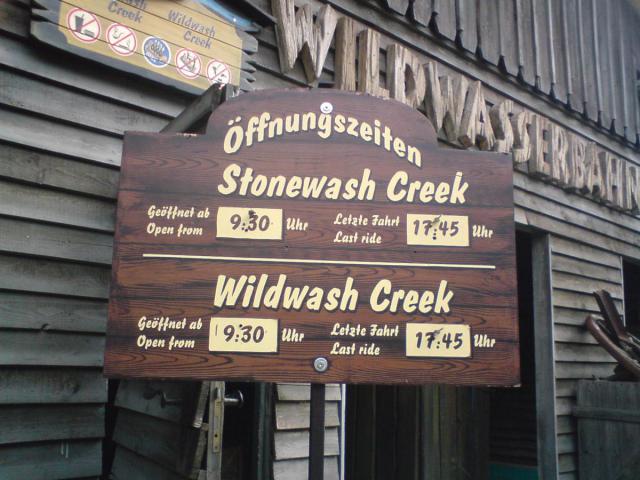 Creek
Wildwash
Creek
WILDWASSERBAHN
Öffnungszeiten
Stonewash Creek
Geöffnet ab 9:30 Uhr Letzte Fahrt 17:45 Uhr
Open from Last ride
Wildwash Creek
Geöffnet ab 9:30 Uhr Letzte Fahrt 17:45 Uhr
Open from Last ride